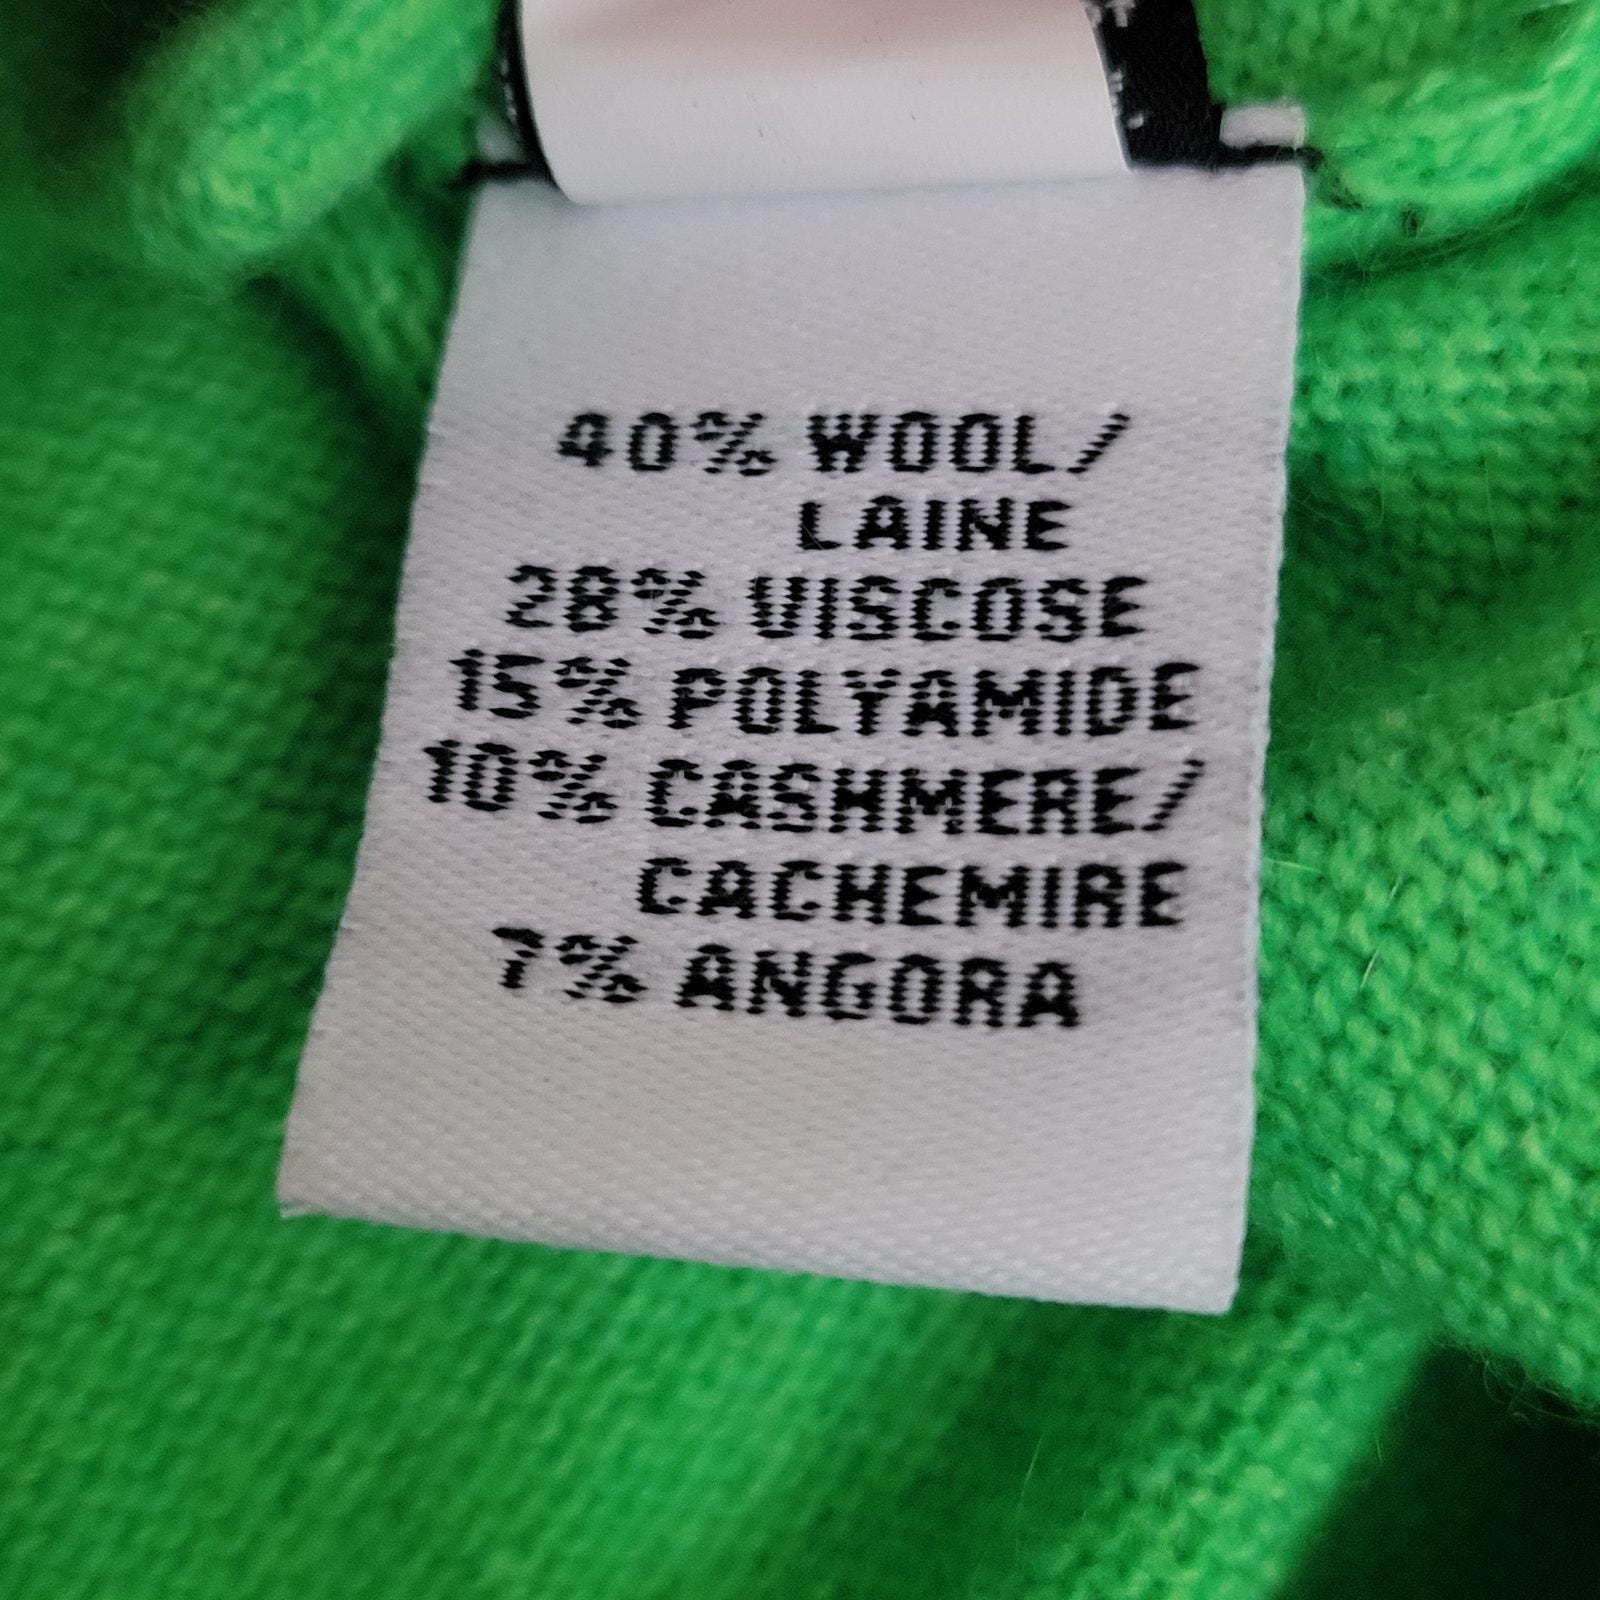 40% WOOL/
LAINE
28% VISCOSE
15% POLYAMIDE
10% CASHMERE/
CACHEMIRE
7% ANGORA